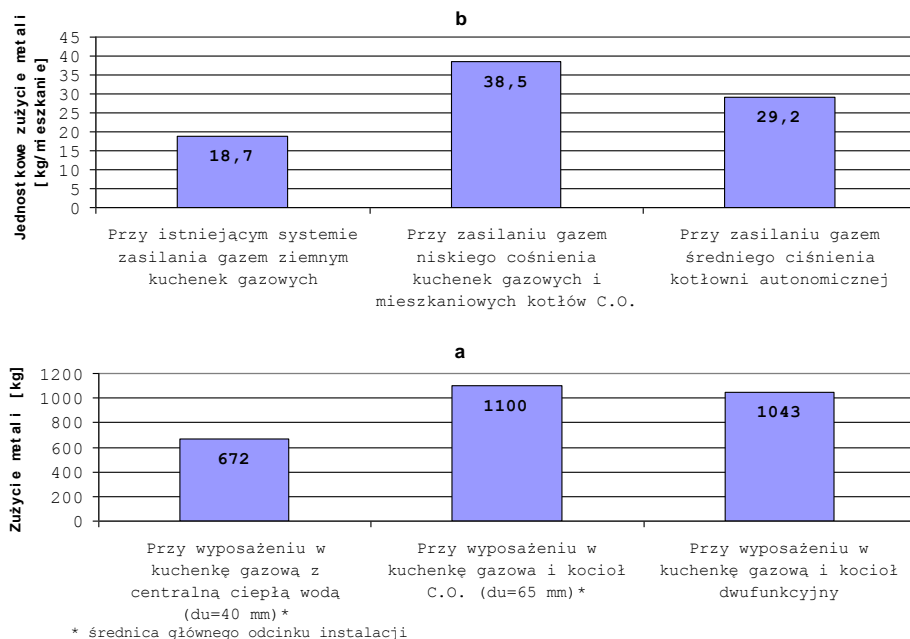 b
Jednostkowe zużycie metali
[kg/mieszkanie]
45
40
35
30
25
20
15
10
5
0
18,7
38,5
29,2
Przy istniejącym systemie
zasilania gazem ziemnym
kuchenek gazowych
Przy zasilaniu gazem
niskiego cośnienia
kuchenek gazowych i
mieszkaniowych kotłów C.O.
Przy zasilaniu gazem
średniego ciśnienia
kotłowni autonomicznej
a
Zużycie metali [kg]
1200
1000
800
600
400
200
0
672
1100
1043
Przy wyposażeniu w
kuchenkę gazową z
centralną ciepłą wodą
(du=40 mm)*
Przy wyposażeniu w
kuchenkę gazowa i kocioł
C.O. (du=65 mm)*
Przy wyposażeniu w
kuchenkę gazową i kocioł
dwufunkcyjny
* średnica głównego odcinku instalacji